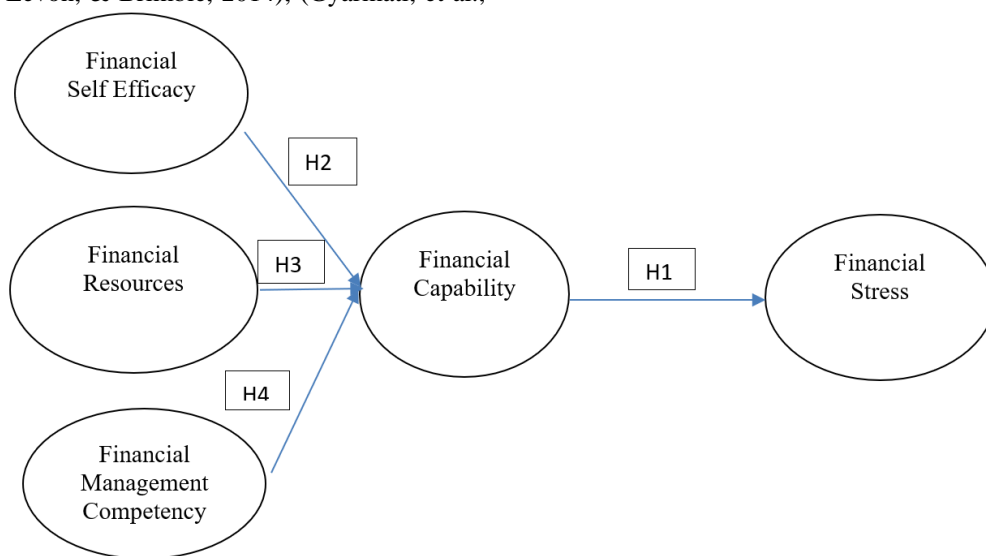 Financial
Self Efficacy
H2
Financial
Resources
H3
Financial
Capability
H1
Financial
Stress
H4
Financial
Management
Competency